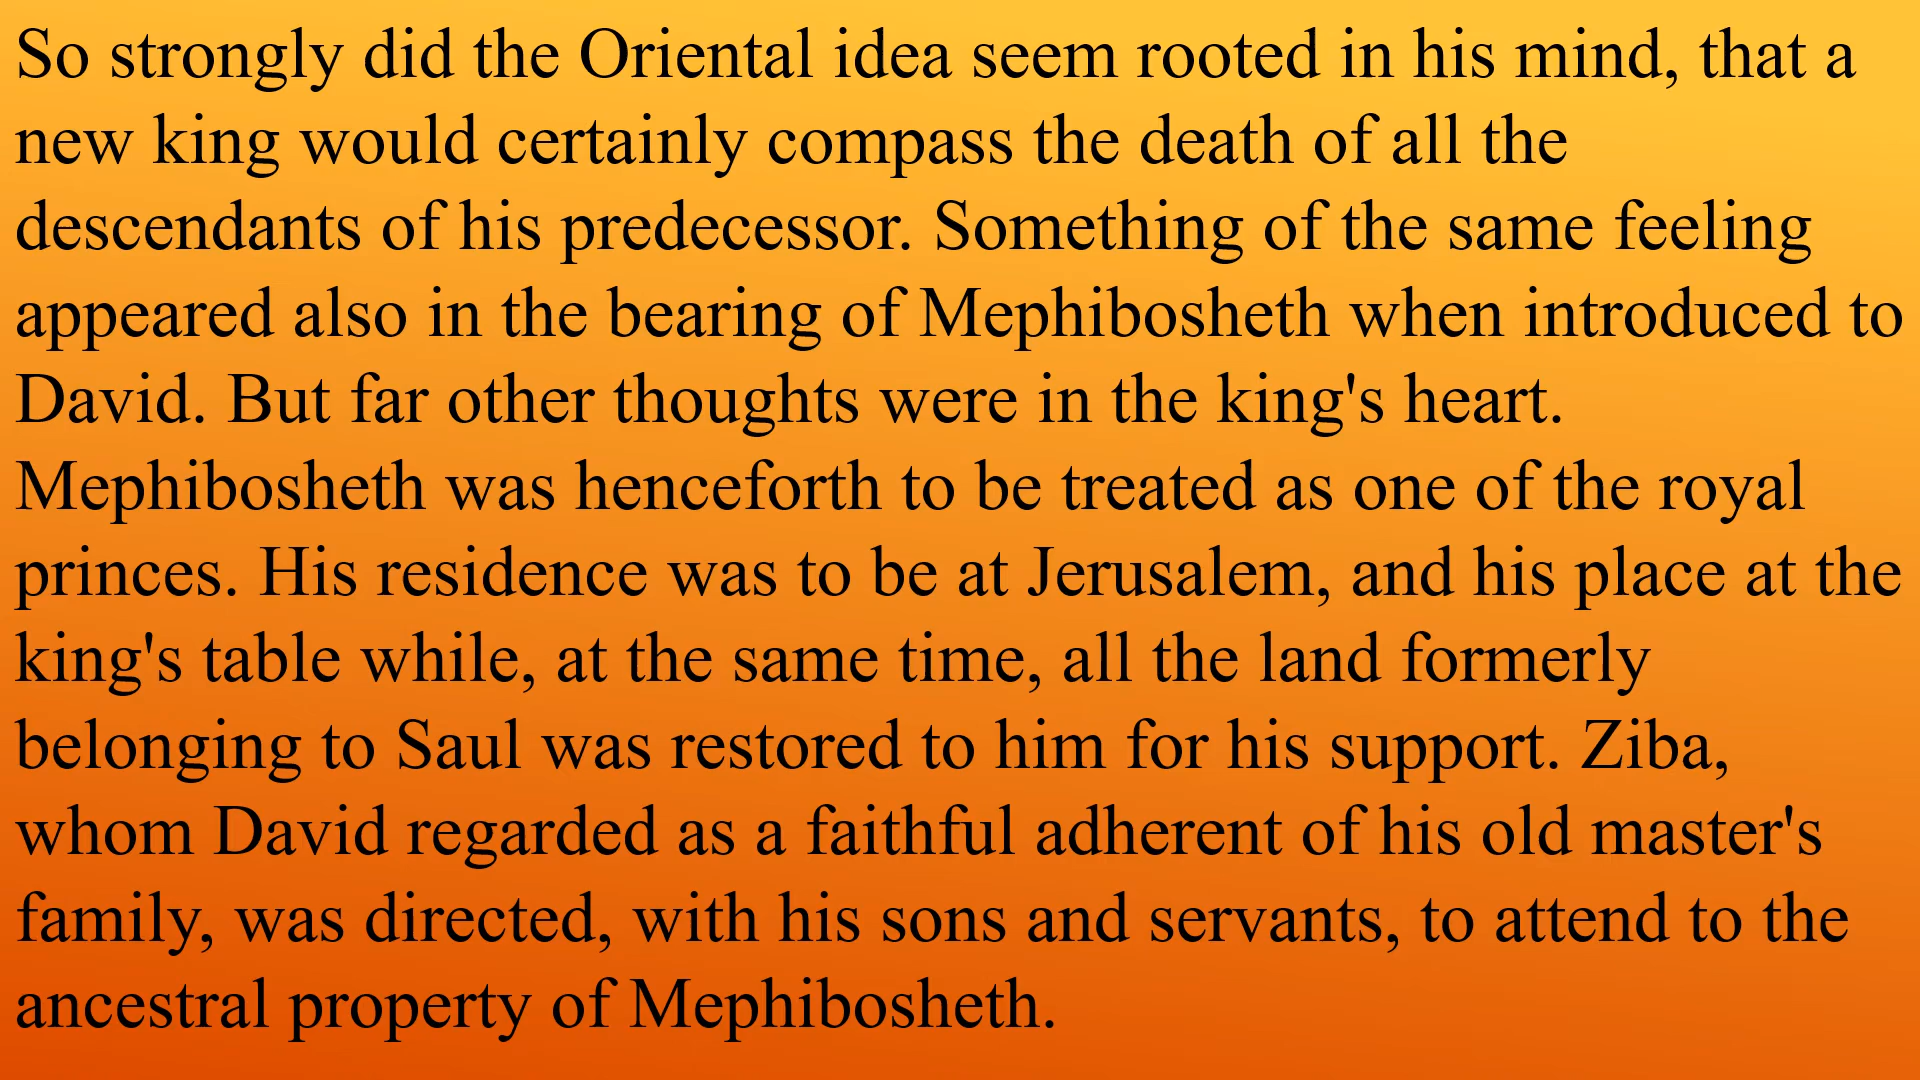 So strongly did the Oriental idea seem rooted in his mind, that a
new king would certainly compass the death of all the
descendants of his predecessor. Something of the same feeling
appeared also in the bearing of Mephibosheth when introduced to
David. But far other thoughts were in the king's heart.
Mephibosheth was henceforth to be treated as one of the royal
princes. His residence was to be at Jerusalem, and his place at the
king's table while, at the same time, all the land formerly
belonging to Saul was restored to him for his support. Ziba,
whom David regarded as a faithful adherent of his old master's
family, was directed, with his sons and servants, to attend to the
ancestral property of Mephibosheth.